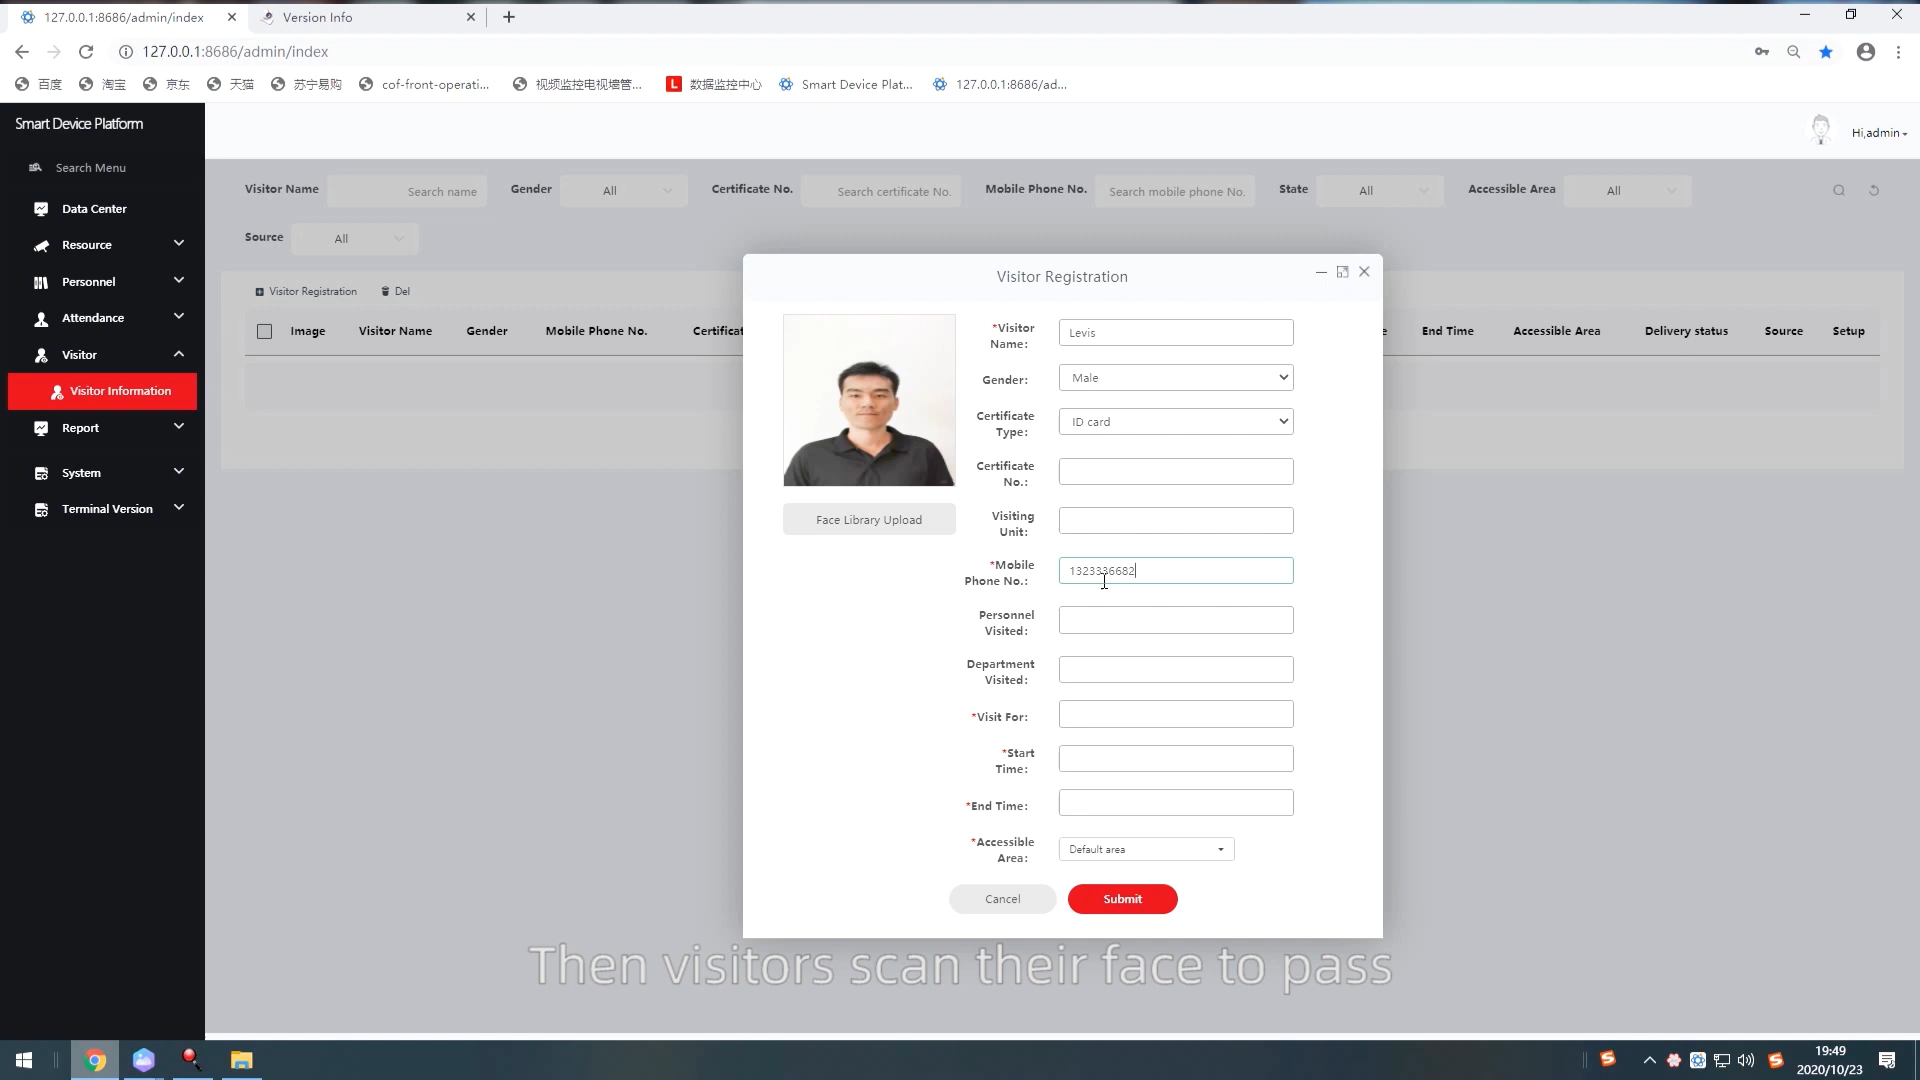 127.0.0.1:8686/admin/index
Version Info
127.0.0.1:8686/admin/index
百度
淘宝
京东
天猫
苏宁易购
cof-front-operati...
视频监控电视墙管...
L
数据监控中心
Smart Device Plat...
127.0.0.1:8686/ad...
Smart Device Platform
Hi,admin
Search Menu
Data Center
Resource
Personnel
Attendance
Visitor
Visitor Information
Report
System
Terminal Version
Visitor Name
Search name
Gender
All
Certificate No.
Search certificate No.
Mobile Phone No.
Search mobile phone No.
State
All
Accessible Area
All
Source
All
Visitor Registration
Del
Image
Visitor Name
Gender
Mobile Phone No.
Certificat
e
End Time
Accessible Area
Delivery status
Source
Setup
Visitor Registration
*Visitor
Name:
Levis
Gender:
Male
Certificate
Type:
ID card
Certificate
No.:
Face Library Upload
Visiting
Unit:
*Mobile
Phone No.:
1323336682
Personnel
Visited:
Department
Visited:
*Visit For:
*Start
Time:
*End Time:
*Accessible
Area:
Default area
Cancel
Submit
Then visitors scan their face to pass
19:49
2020/10/23